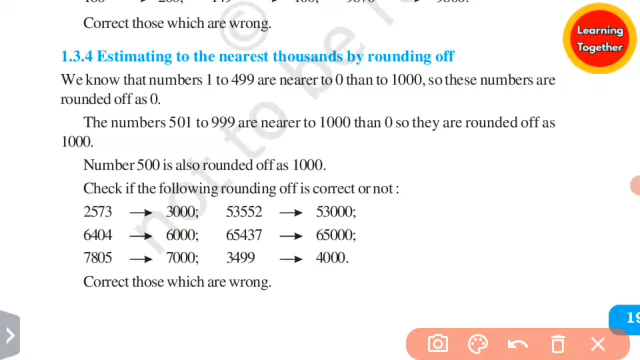 Correct those which are wrong.
Learning
Together
1.3.4 Estimating to the nearest thousands by rounding off
We know that numbers 1 to 499 are nearer to 0 than to 1000, so these numbers are
rounded off as 0.
The numbers 501 to 999 are nearer to 1000 than 0 so they are rounded off as
1000.
Number 500 is also rounded off as 1000.
Check if the following rounding off is correct or not :
2573 → 3000; 53552 → 53000;
6404 → 6000; 65437 → 65000;
7805 → 7000; 3499 → 4000.
Correct those which are wrong.
not to be
©